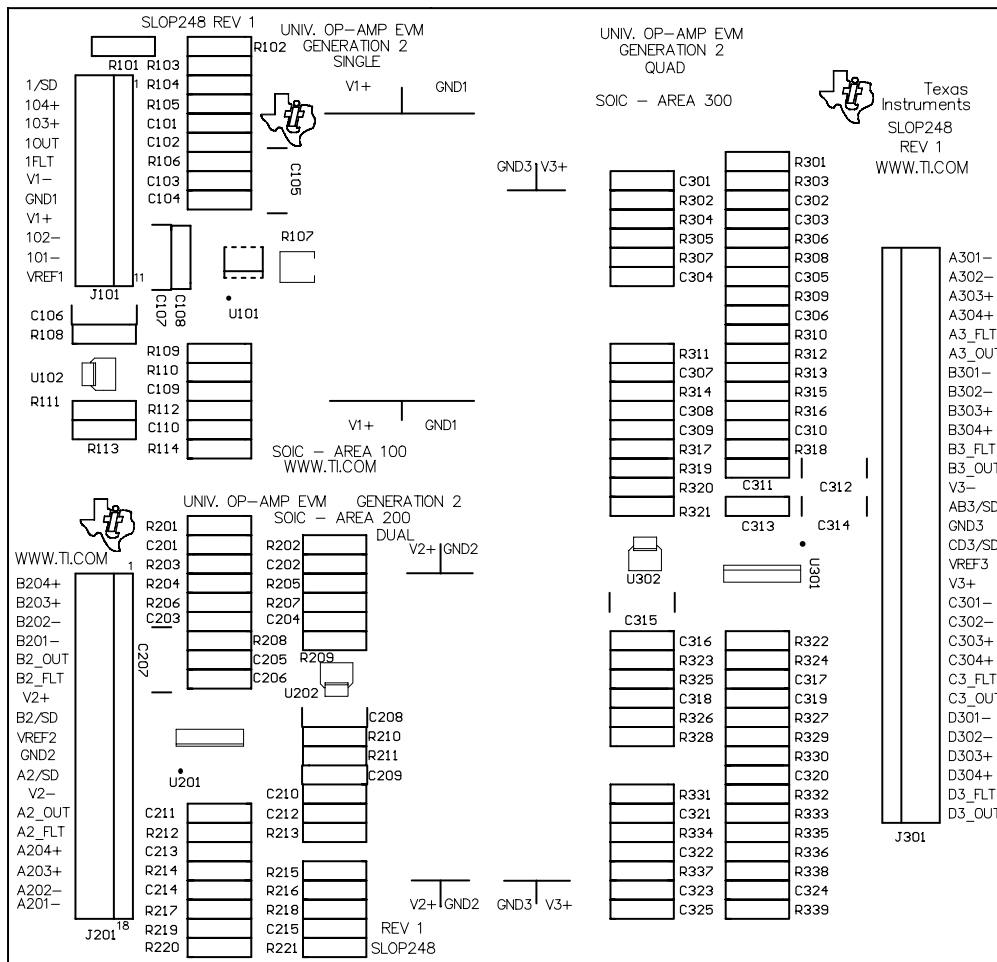 SLOP248 REV 1
R101
R102
R103
R104
R105
C101
C102
R106
C103
C104
UNIV. OP-AMP EVM
GENERATION 2
SINGLE
V1+ GND1
C105
R107
U101
1
1/SD
104+
103+
1OUT
1FLT
V1-
GND1
V1+
102-
101-
VREF1
11
J101
C107
C108
C106
R108
U102
R111
R113
R109
R110
C109
R112
C110
R114
V1+ GND1
SOIC - AREA 100
WWW.TI.COM
UNIV. OP-AMP EVM GENERATION 2
SOIC - AREA 200
DUAL
V2+ GND2
WWW.TI.COM
1
B204+
B203+
B202-
B201-
B2_OUT
B2_FLT
V2+
B2/SD
VREF2
GND2
A2/SD
V2-
A2_OUT
A2_FLT
A204+
A203+
A202-
A201-
18
J201
R201
C201
R203
R204
R206
C203
C207
R208
C205
C206
R202
C202
R205
R207
C204
R209
U202
C208
R210
R211
C209
U201
C210
C212
R213
C211
R212
C213
R214
C214
R217
R219
R220
R215
R216
R218
C215
R221
V2+ GND2
REV 1
SLOP248
UNIV. OP-AMP EVM
GENERATION 2
QUAD
SOIC - AREA 300
Texas
Instruments
SLOP248
REV 1
WWW.TI.COM
GND3 V3+
C301
R302
R304
R305
R307
C304
R301
R303
C302
C303
R306
R308
C305
R309
C306
R310
R312
R313
R315
R316
C310
R318
R311
C307
R314
C308
C309
R317
R319
R320
R321
C311
C312
C313
C314
U302
U301
C315
C316
R323
R325
C318
R326
R328
R322
R324
C317
C319
R327
R329
R330
C320
R332
R333
R335
R336
R338
C324
R339
R331
C321
R334
C322
R337
C323
C325
GND3 V3+
A301-
A302-
A303+
A304+
A3_FLT
A3_OUT
B301-
B302-
B303+
B304+
B3_FLT
B3_OUT
V3-
AB3/SD
GND3
CD3/SD
VREF3
V3+
C301-
C302-
C303+
C304+
C3_FLT
C3_OUT
D301-
D302-
D303+
D304+
D3_FLT
D3_OUT
J301